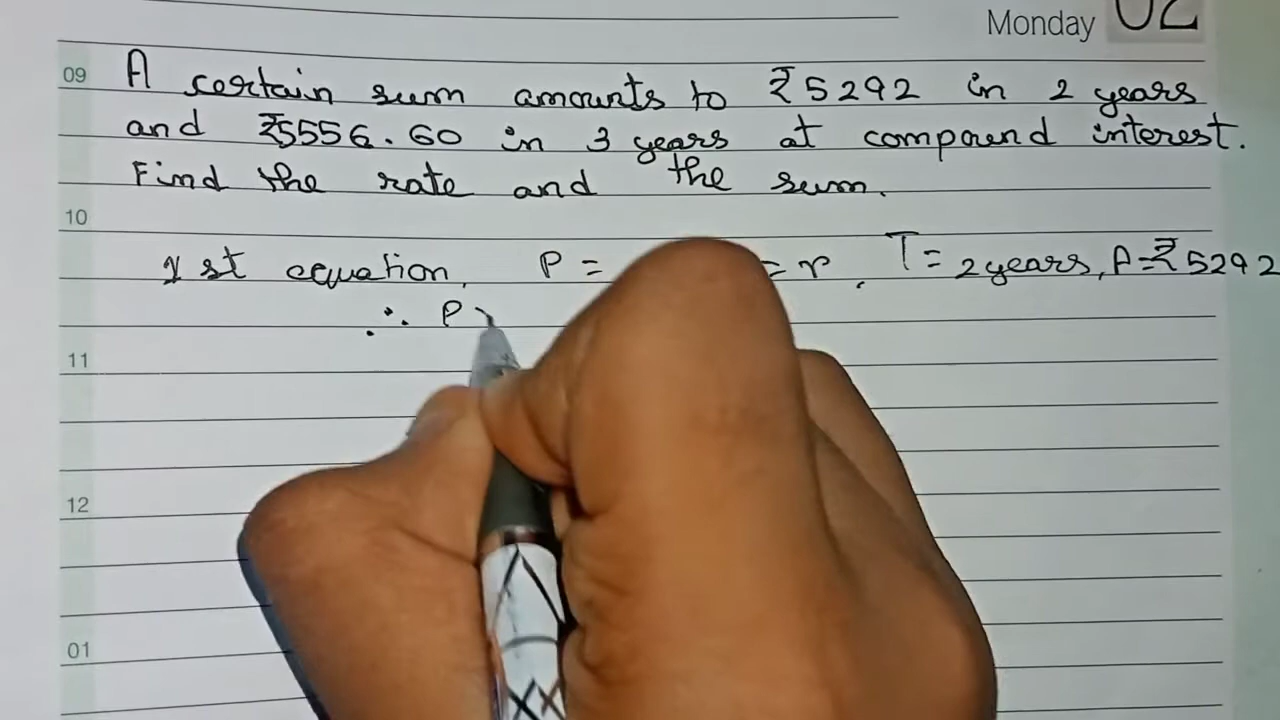 Monday 02
09
A certain sum amounts to ₹5292 in 2 years
and ₹5556.60 in 3 years at compound interest.
Find the rate and the sum.
10
1st equation, P = = r, T = 2 years, A = ₹5292
∴ P
11
12
01